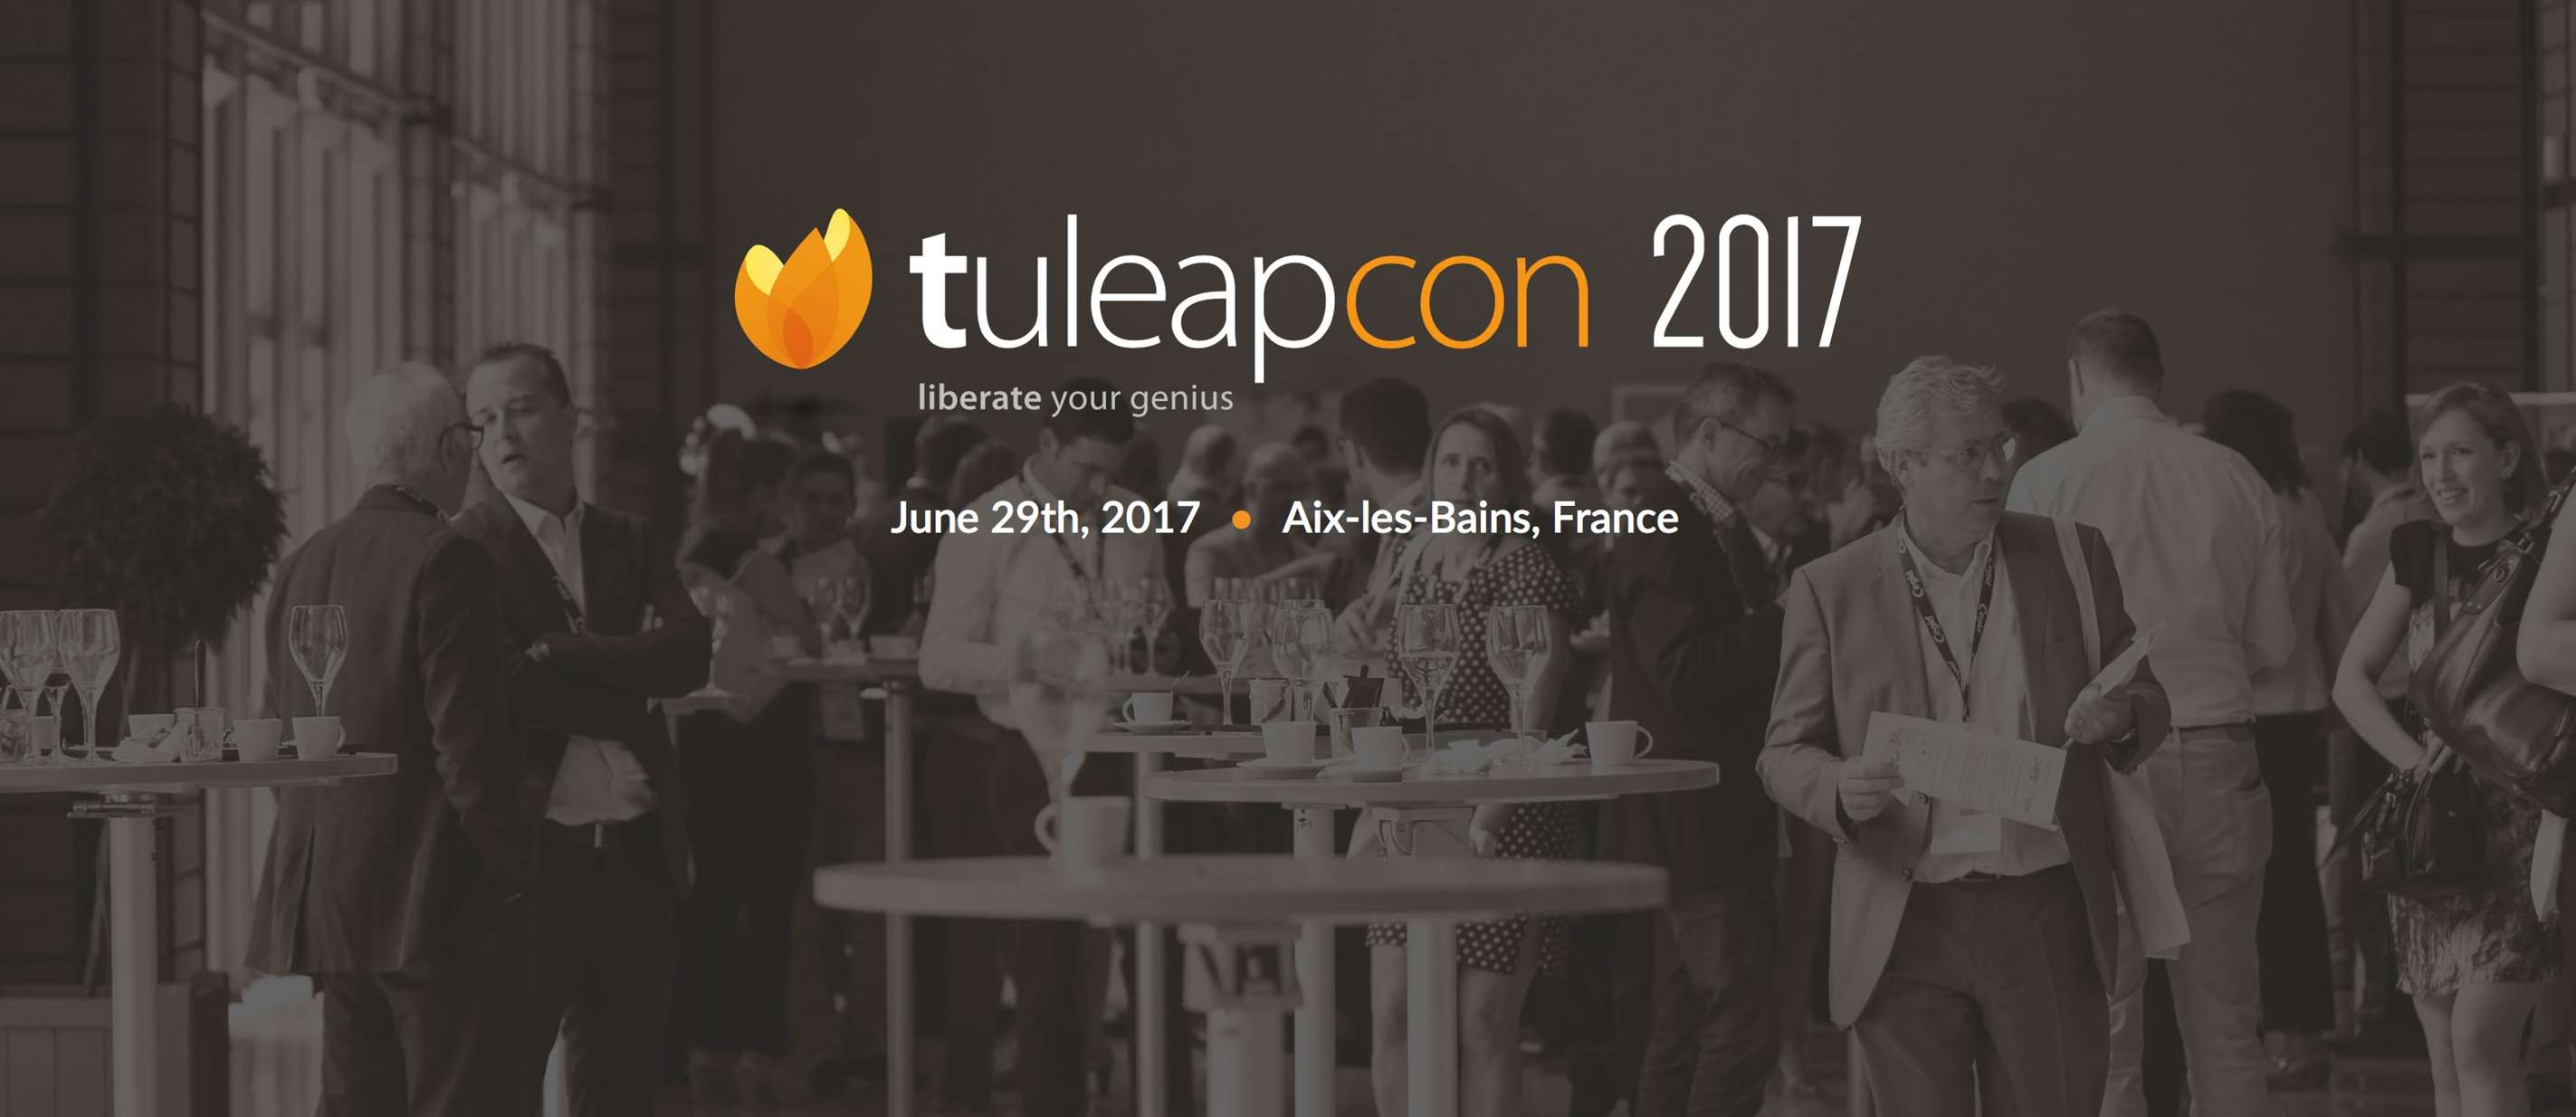 tuleapcon 2017
liberate your genius
June 29th, 2017 • Aix-les-Bains, France